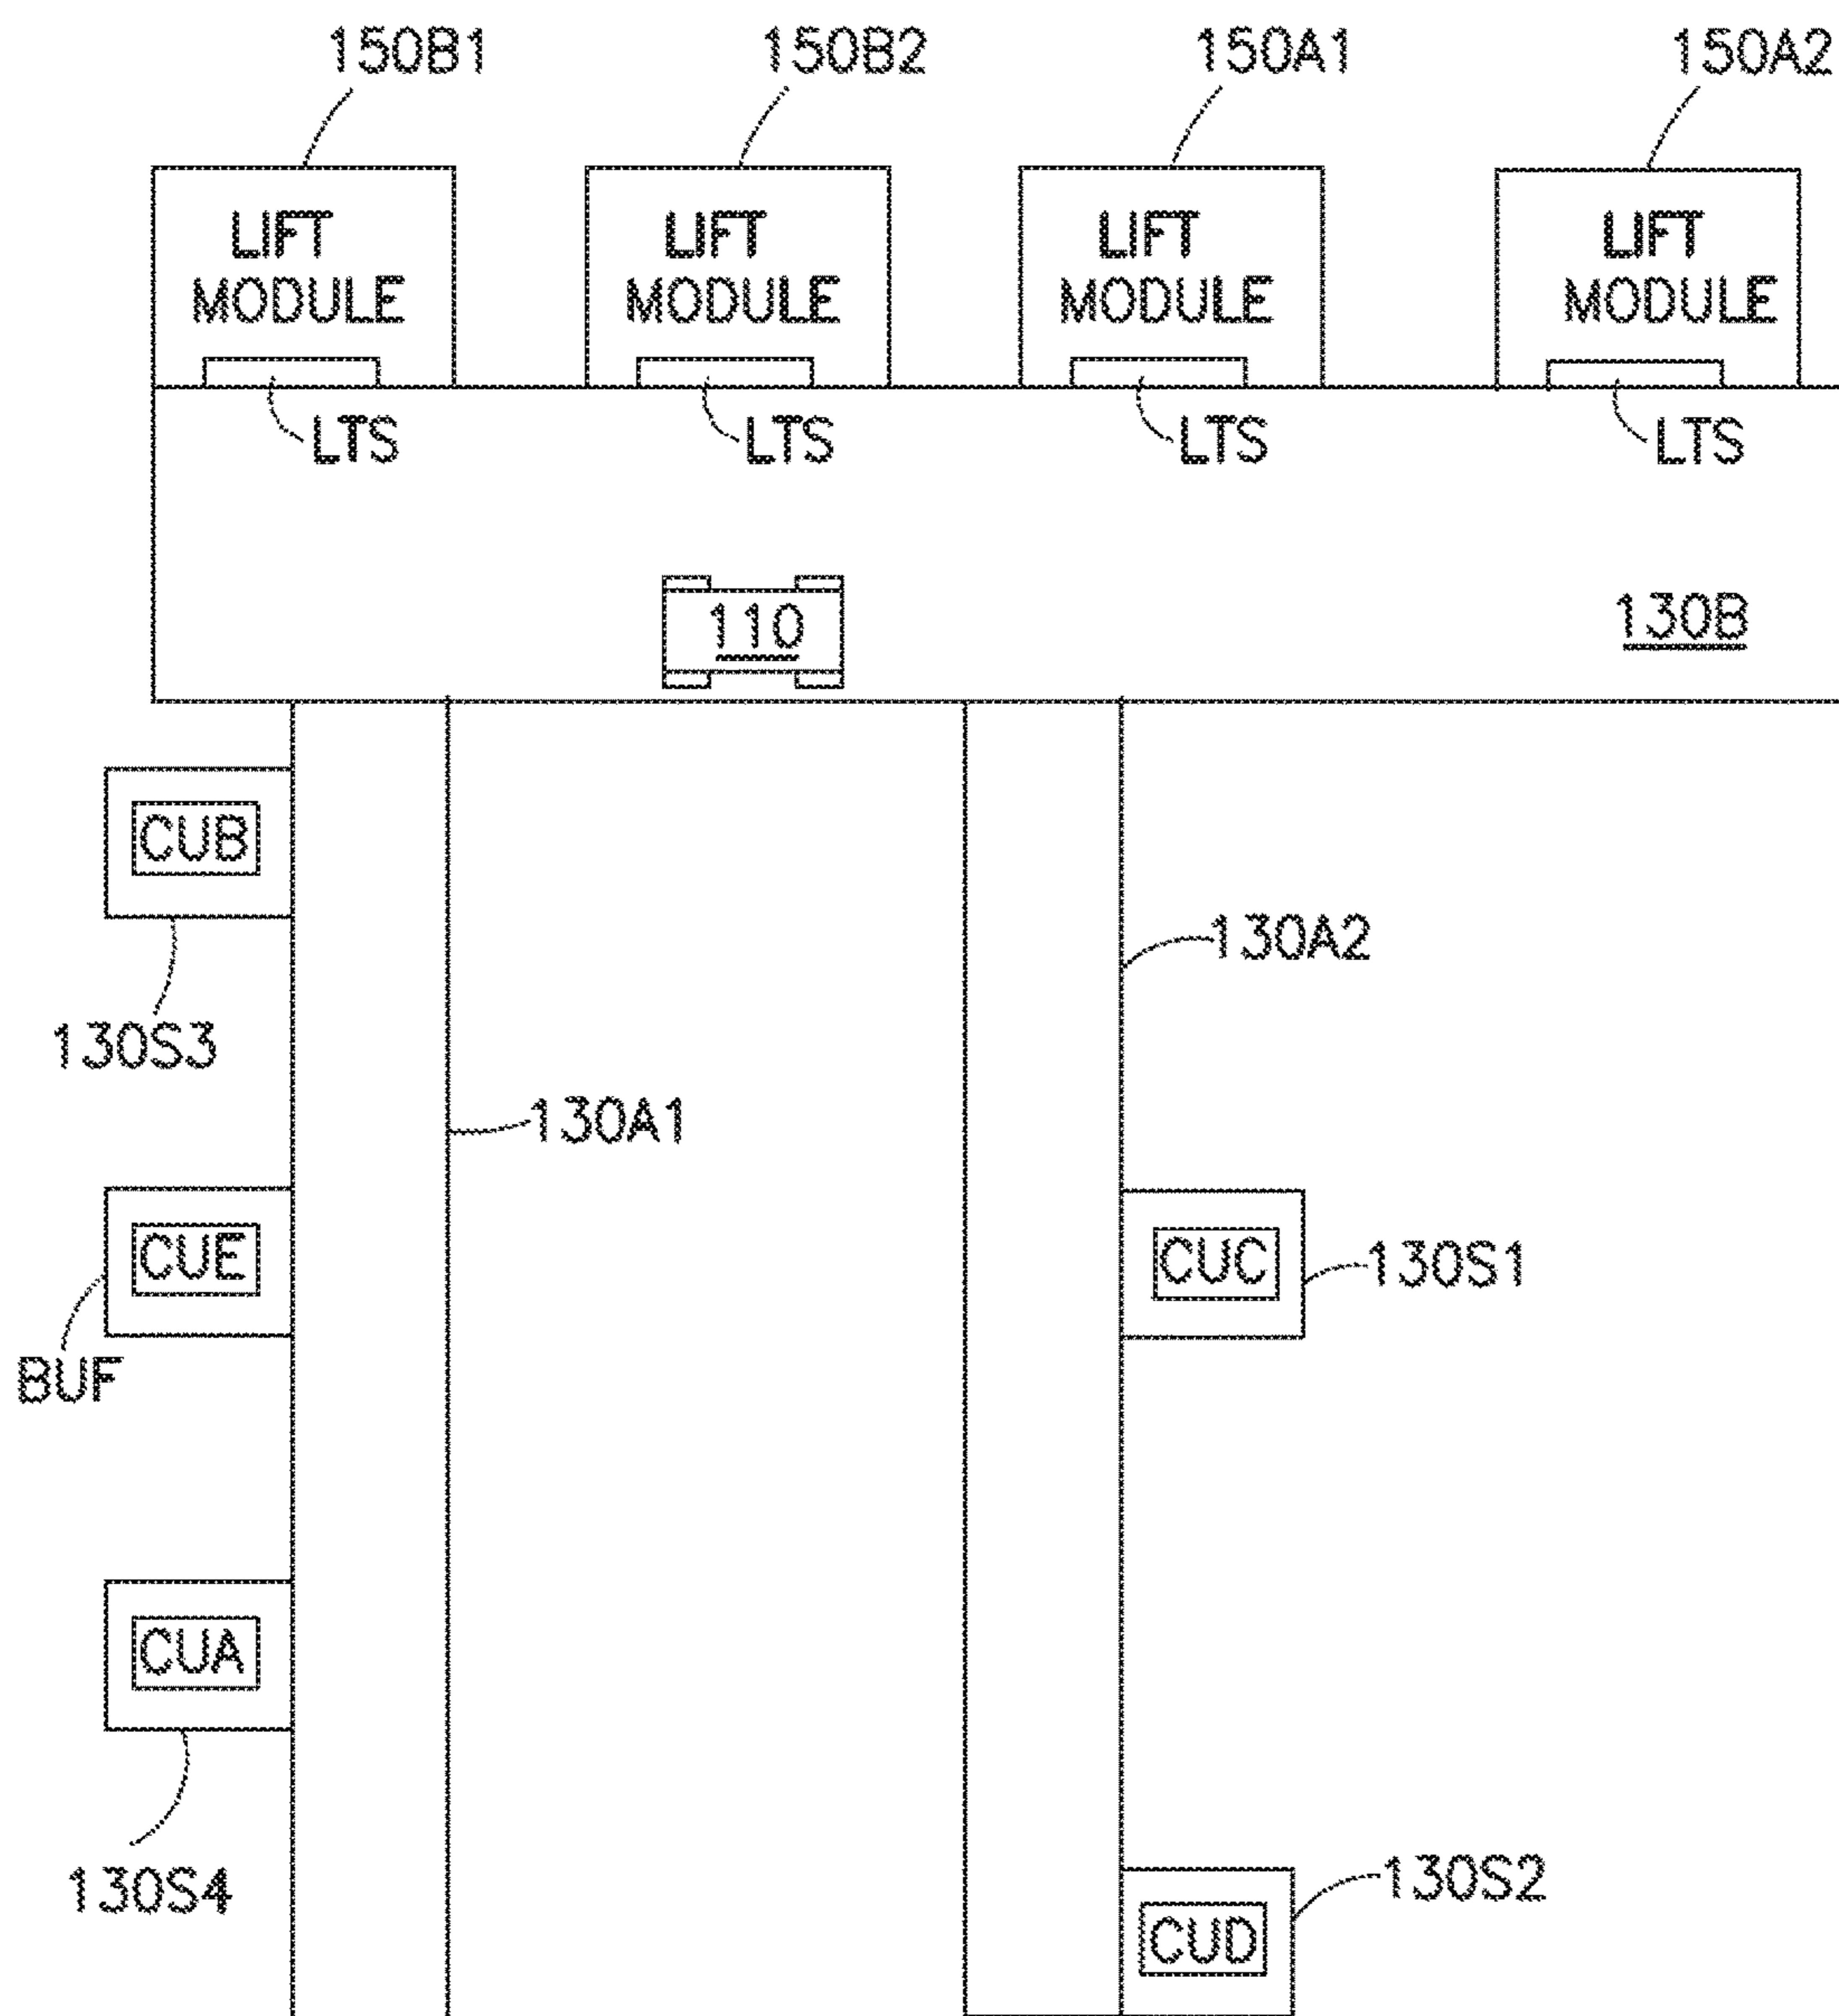 150B1
150B2
150A1
150A2
LIFT
MODULE
LIFT
MODULE
LIFT
MODULE
LIFT
MODULE
LTS
LTS
LTS
LTS
110
130B
CUB
130S3
130A2
130A1
CUE
BUF
CUC
130S1
CUA
130S4
CUD
130S2